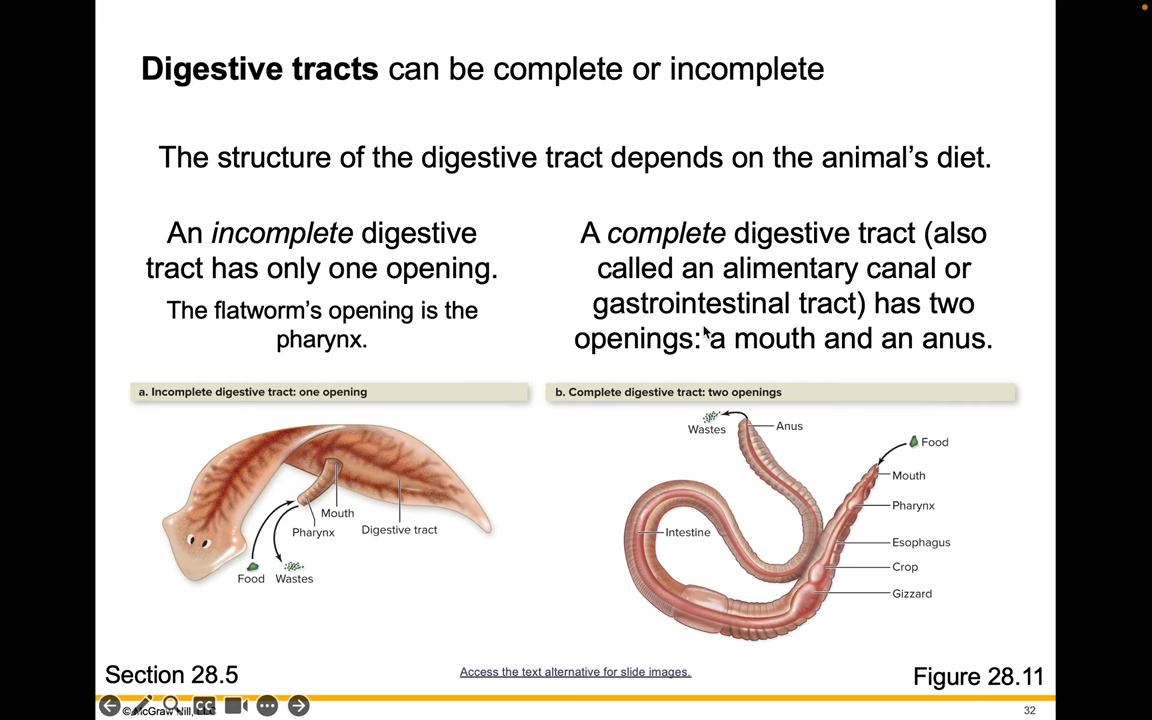 Digestive tracts can be complete or incomplete
The structure of the digestive tract depends on the animal’s diet.
An incomplete digestive
tract has only one opening.
The flatworm’s opening is the
pharynx.
A complete digestive tract (also
called an alimentary canal or
gastrointestinal tract) has two
openings: a mouth and an anus.
a. Incomplete digestive tract: one opening
Mouth
Pharynx
Digestive tract
Food
Wastes
b. Complete digestive tract: two openings
Wastes
Anus
Food
Mouth
Pharynx
Intestine
Esophagus
Crop
Gizzard
Section 28.5
Access the text alternative for slide images.
Figure 28.11
CC
© McGraw Hill, LLC
32